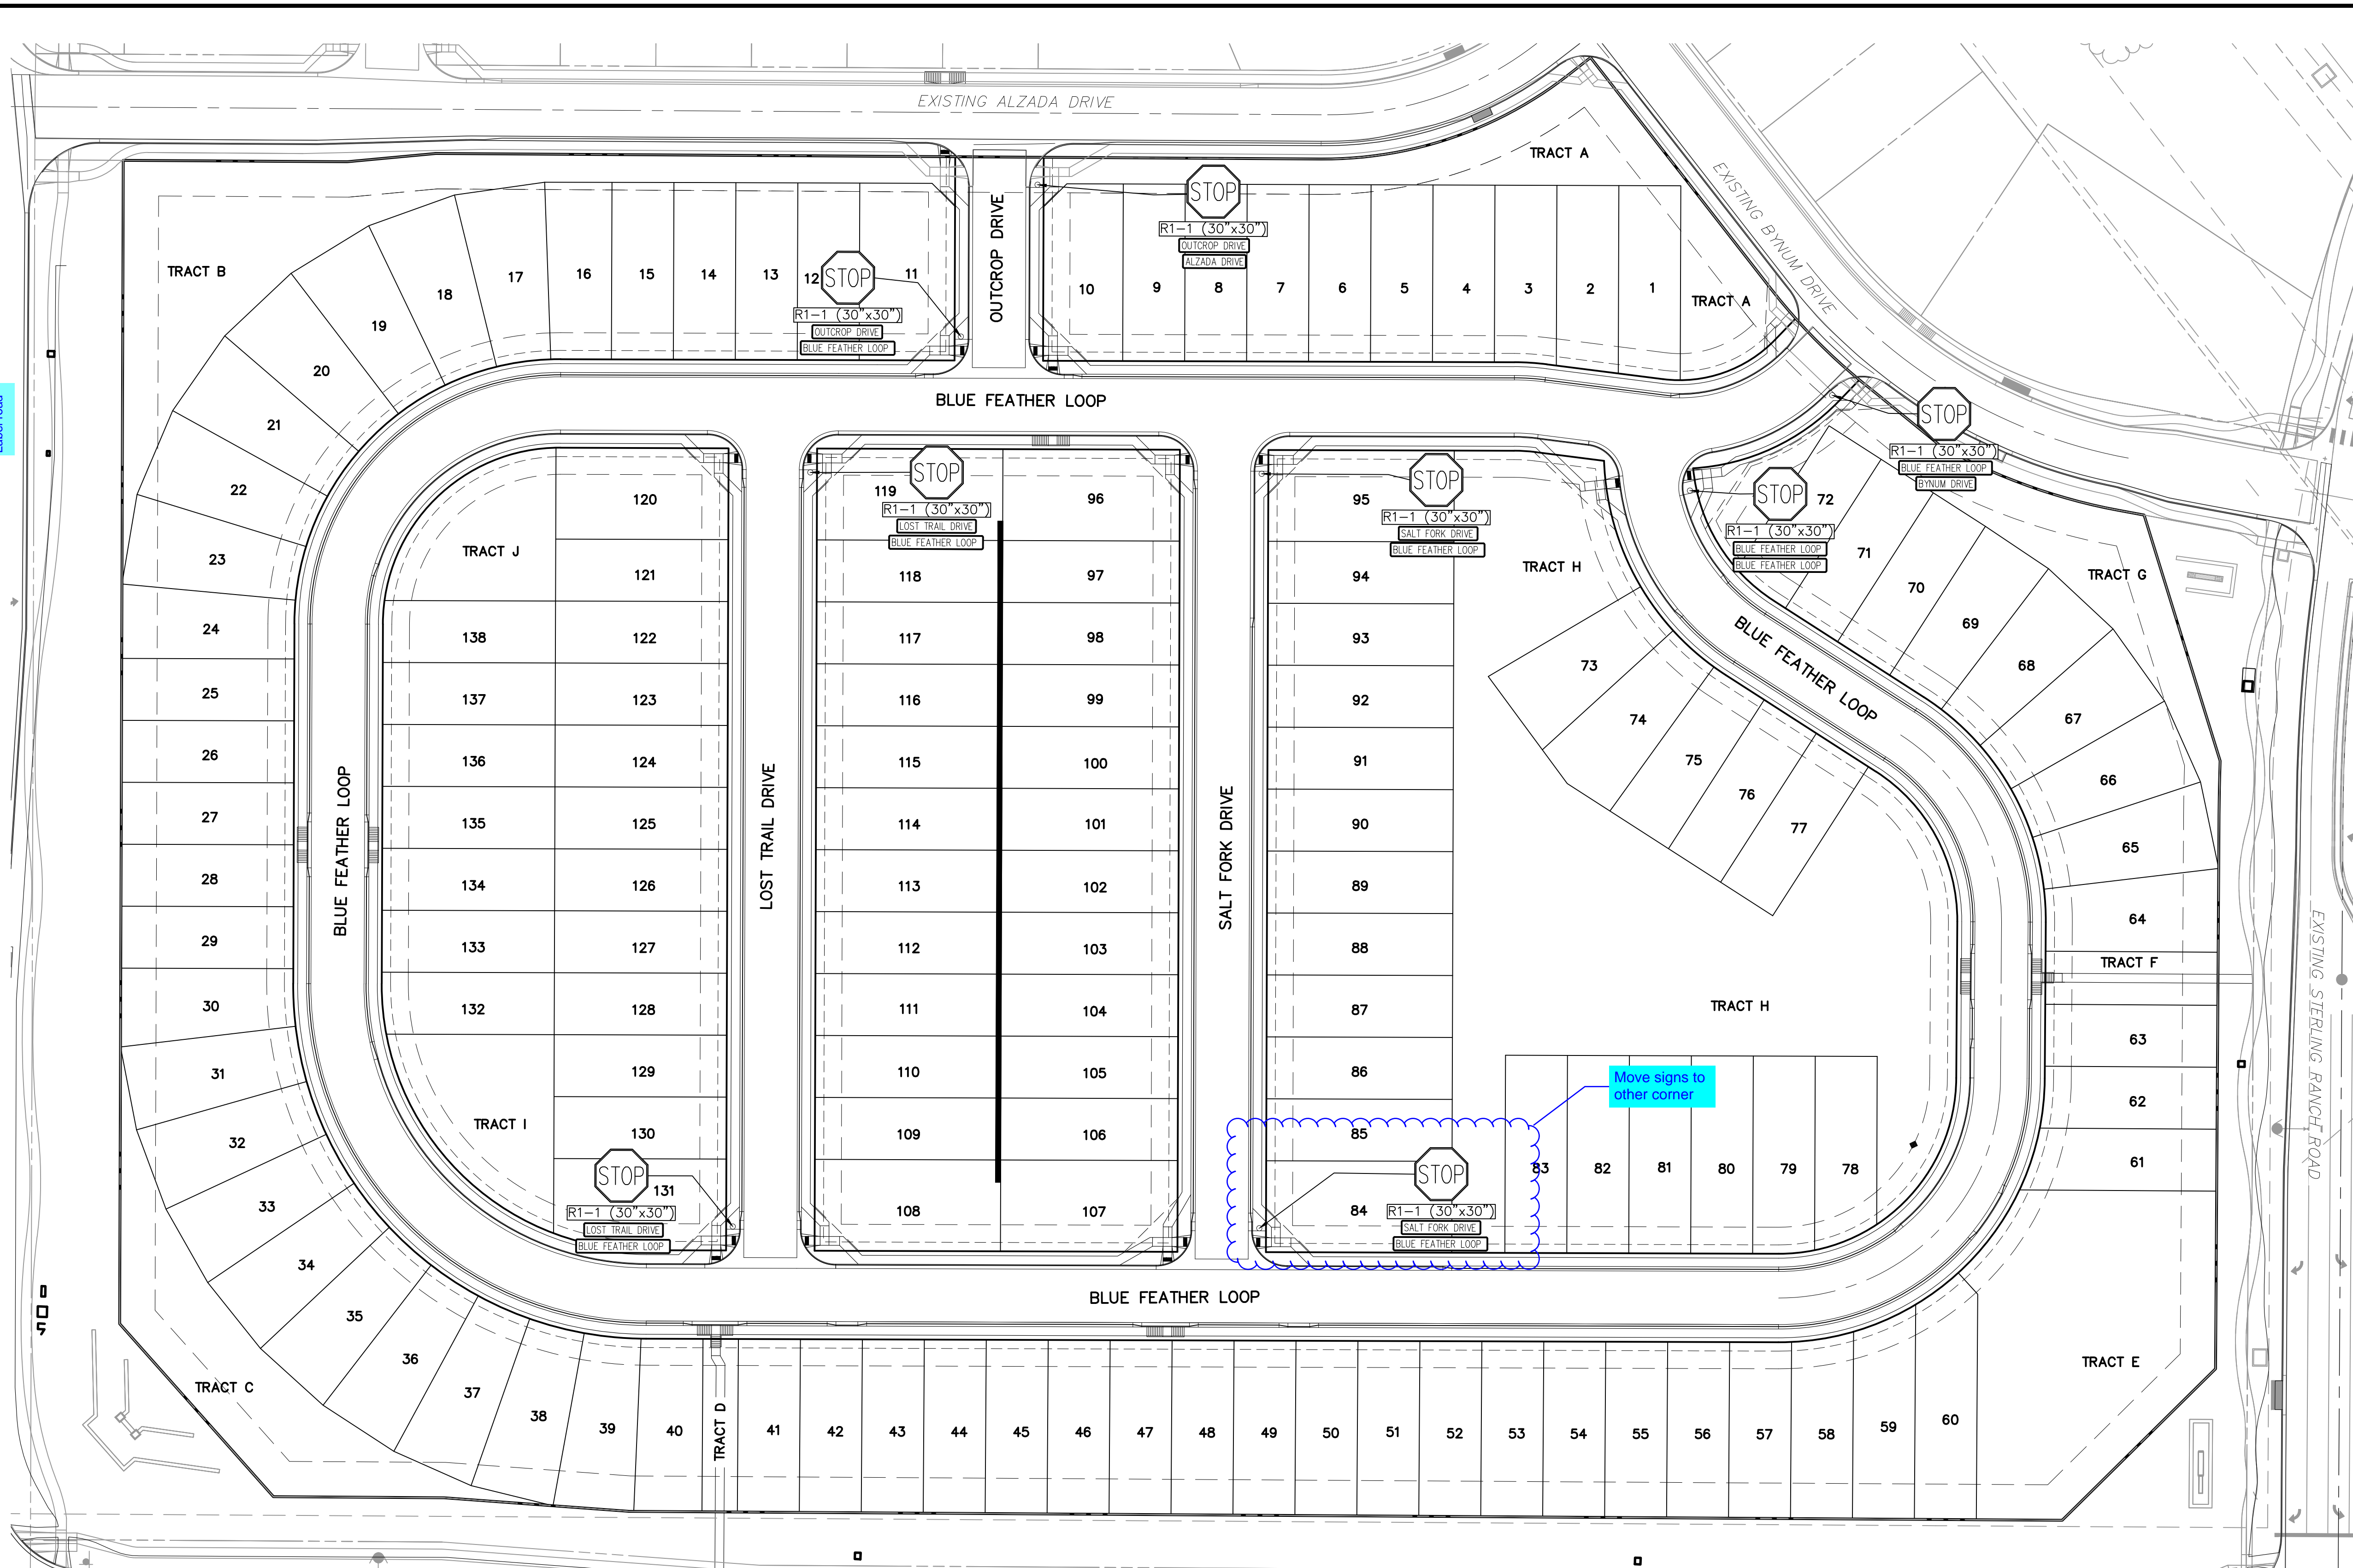 EXISTING ALZADA DRIVE
TRACT A
EXISTING BYNUM DRIVE
TRACT B
17
16
15
14
13
12
11
STOP
R1-1 (30"x30")
OUTCROP DRIVE
BLUE FEATHER LOOP
OUTCROP DRIVE
STOP
R1-1 (30"x30")
OUTCROP DRIVE
ALZADA DRIVE
10
9
8
7
6
5
4
3
2
1
TRACT A
18
19
20
21
22
23
24
25
26
27
28
29
30
31
32
33
34
35
36
37
38
39
40
TRACT C
BLUE FEATHER LOOP
STOP
R1-1 (30"x30")
BLUE FEATHER LOOP
BYNUM DRIVE
STOP
R1-1 (30"x30")
BLUE FEATHER LOOP
BLUE FEATHER LOOP
72
71
70
69
68
67
66
65
64
TRACT G
TRACT F
63
62
61
BLUE FEATHER LOOP
EXISTING STERLING RANCH ROAD
BLUE FEATHER LOOP
TRACT J
138
137
136
135
134
133
132
TRACT I
120
121
122
123
124
125
126
127
128
129
130
131
STOP
R1-1 (30"x30")
LOST TRAIL DRIVE
BLUE FEATHER LOOP
LOST TRAIL DRIVE
119
STOP
R1-1 (30"x30")
LOST TRAIL DRIVE
BLUE FEATHER LOOP
118
117
116
115
114
113
112
111
110
109
108
96
97
98
99
100
101
102
103
104
105
106
107
SALT FORK DRIVE
95
STOP
R1-1 (30"x30")
SALT FORK DRIVE
BLUE FEATHER LOOP
94
93
92
91
90
89
88
87
86
85
84
STOP
R1-1 (30"x30")
SALT FORK DRIVE
BLUE FEATHER LOOP
Move signs to
other corner
TRACT H
73
74
75
76
77
TRACT H
83
82
81
80
79
78
BLUE FEATHER LOOP
TRACT D
41
42
43
44
45
46
47
48
49
50
51
52
53
54
55
56
57
58
59
60
TRACT E